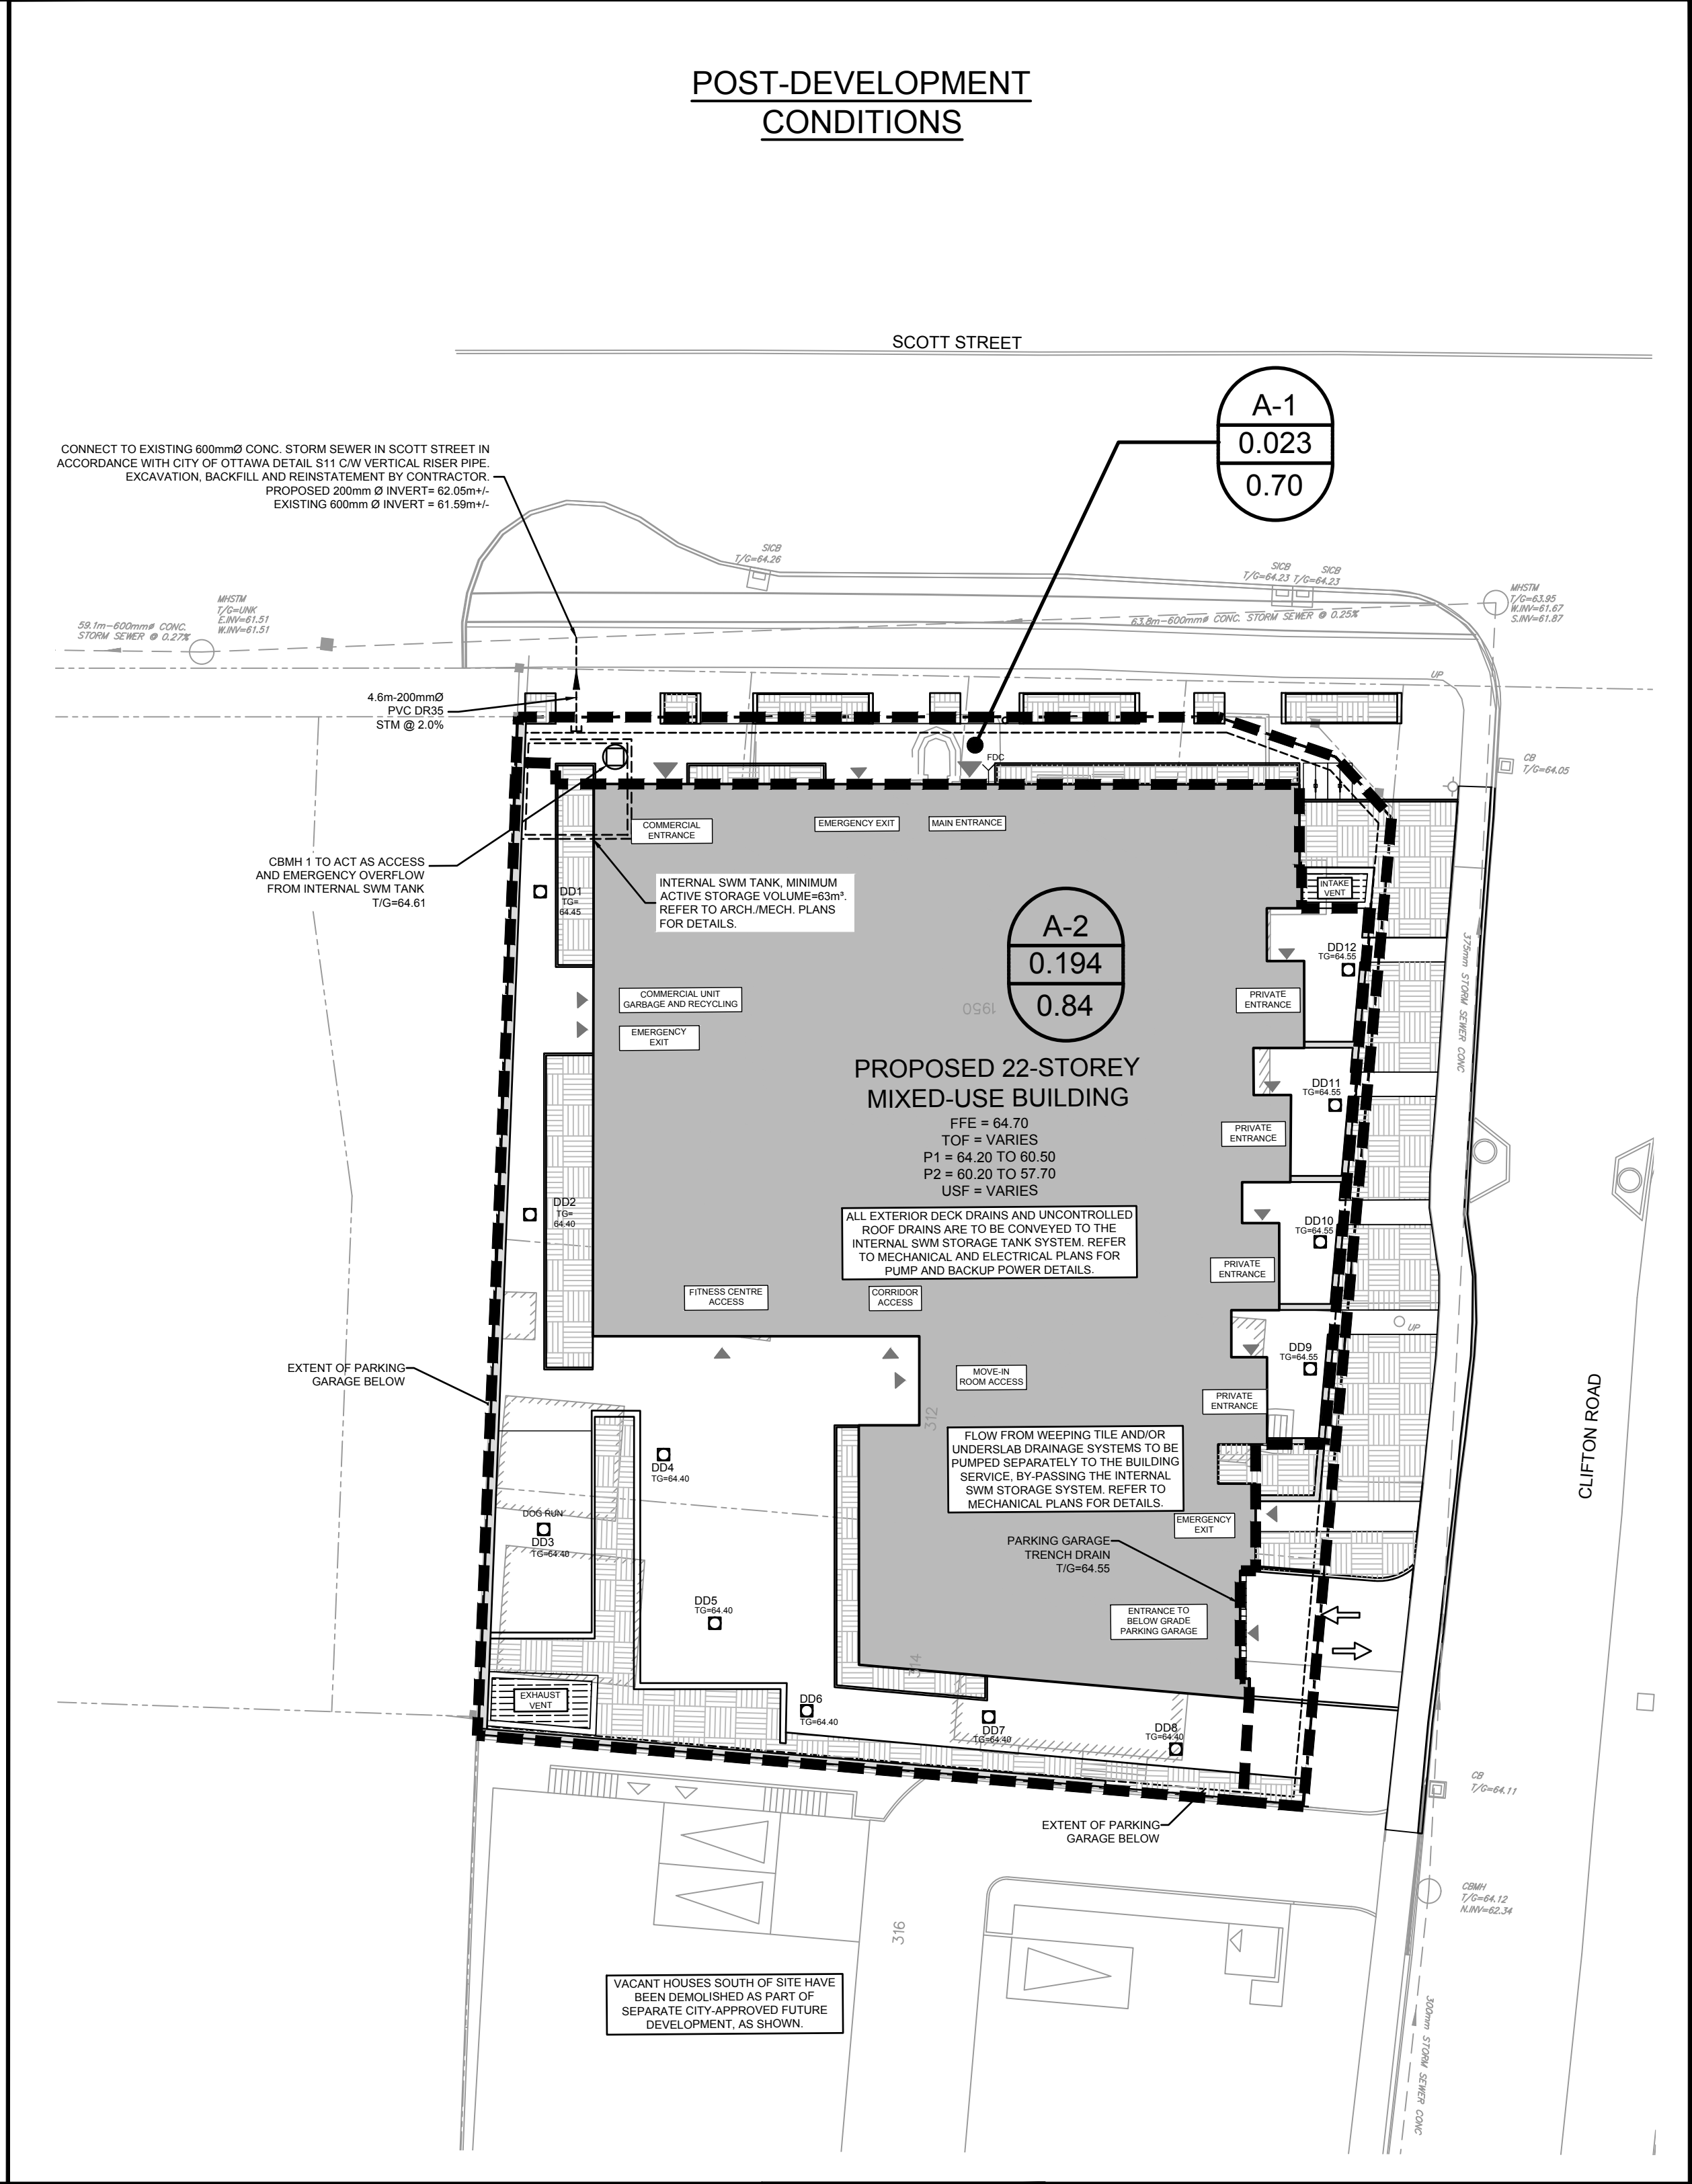 POST-DEVELOPMENT
CONDITIONS
SCOTT STREET
A-1
0.023
0.70
CONNECT TO EXISTING 600mmØ CONC. STORM SEWER IN SCOTT STREET IN
ACCORDANCE WITH CITY OF OTTAWA DETAIL S11 C/W VERTICAL RISER PIPE.
EXCAVATION, BACKFILL AND REINSTATEMENT BY CONTRACTOR.
PROPOSED 200mm Ø INVERT= 62.05m+/-
EXISTING 600mm Ø INVERT = 61.59m+/-
SICB
T/G=64.26
SICB
T/G=64.23
SICB
T/G=64.23
MHSTM
T/G=UNK
E.INV=61.51
W.INV=61.51
59.1m-600mmø CONC.
STORM SEWER @ 0.27%
63.8m-600mmø CONC. STORM SEWER @ 0.25%
MHSTM
T/G=63.95
W.INV=61.67
S.INV=61.87
UP
4.6m-200mmØ
PVC DR35
STM @ 2.0%
FDC
CB
T/G=64.05
COMMERCIAL
ENTRANCE
EMERGENCY EXIT
MAIN ENTRANCE
CBMH 1 TO ACT AS ACCESS
AND EMERGENCY OVERFLOW
FROM INTERNAL SWM TANK
T/G=64.61
DD1
TG=
64.45
INTERNAL SWM TANK, MINIMUM
ACTIVE STORAGE VOLUME=63m³.
REFER TO ARCH./MECH. PLANS
FOR DETAILS.
INTAKE
VENT
A-2
0.194
0.84
DD12
TG=64.55
375mm STORM SEWER CONC
COMMERCIAL UNIT
GARBAGE AND RECYCLING
1950
PRIVATE
ENTRANCE
EMERGENCY
EXIT
PROPOSED 22-STOREY
MIXED-USE BUILDING
FFE = 64.70
TOF = VARIES
P1 = 64.20 TO 60.50
P2 = 60.20 TO 57.70
USF = VARIES
DD11
TG=64.55
PRIVATE
ENTRANCE
DD2
TG=
64.40
ALL EXTERIOR DECK DRAINS AND UNCONTROLLED
ROOF DRAINS ARE TO BE CONVEYED TO THE
INTERNAL SWM STORAGE TANK SYSTEM. REFER
TO MECHANICAL AND ELECTRICAL PLANS FOR
PUMP AND BACKUP POWER DETAILS.
DD10
TG=64.55
PRIVATE
ENTRANCE
FITNESS CENTRE
ACCESS
CORRIDOR
ACCESS
UP
DD9
TG=64.55
EXTENT OF PARKING
GARAGE BELOW
MOVE-IN
ROOM ACCESS
PRIVATE
ENTRANCE
312
CLIFTON ROAD
FLOW FROM WEEPING TILE AND/OR
UNDERSLAB DRAINAGE SYSTEMS TO BE
PUMPED SEPARATELY TO THE BUILDING
SERVICE, BY-PASSING THE INTERNAL
SWM STORAGE SYSTEM. REFER TO
MECHANICAL PLANS FOR DETAILS.
DD4
TG=64.40
DOG RUN
DD3
TG=64.40
EMERGENCY
EXIT
PARKING GARAGE
TRENCH DRAIN
T/G=64.55
DD5
TG=64.40
ENTRANCE TO
BELOW GRADE
PARKING GARAGE
314
EXHAUST
VENT
DD6
TG=64.40
DD7
TG=64.40
DD8
TG=64.40
CB
T/G=64.11
EXTENT OF PARKING
GARAGE BELOW
CBMH
T/G=64.12
N.INV=62.34
316
VACANT HOUSES SOUTH OF SITE HAVE
BEEN DEMOLISHED AS PART OF
SEPARATE CITY-APPROVED FUTURE
DEVELOPMENT, AS SHOWN.
300mm STORM SEWER CONC